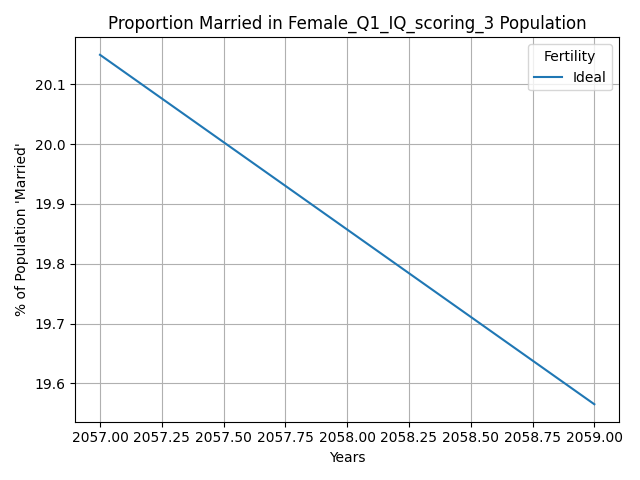 Proportion Married in Female_Q1_IQ_scoring_3 Population
Fertility
Ideal
% of Population 'Married'
20.1
20.0
19.9
19.8
19.7
19.6
2057.00 2057.25 2057.50 2057.75 2058.00 2058.25 2058.50 2058.75 2059.00
Years